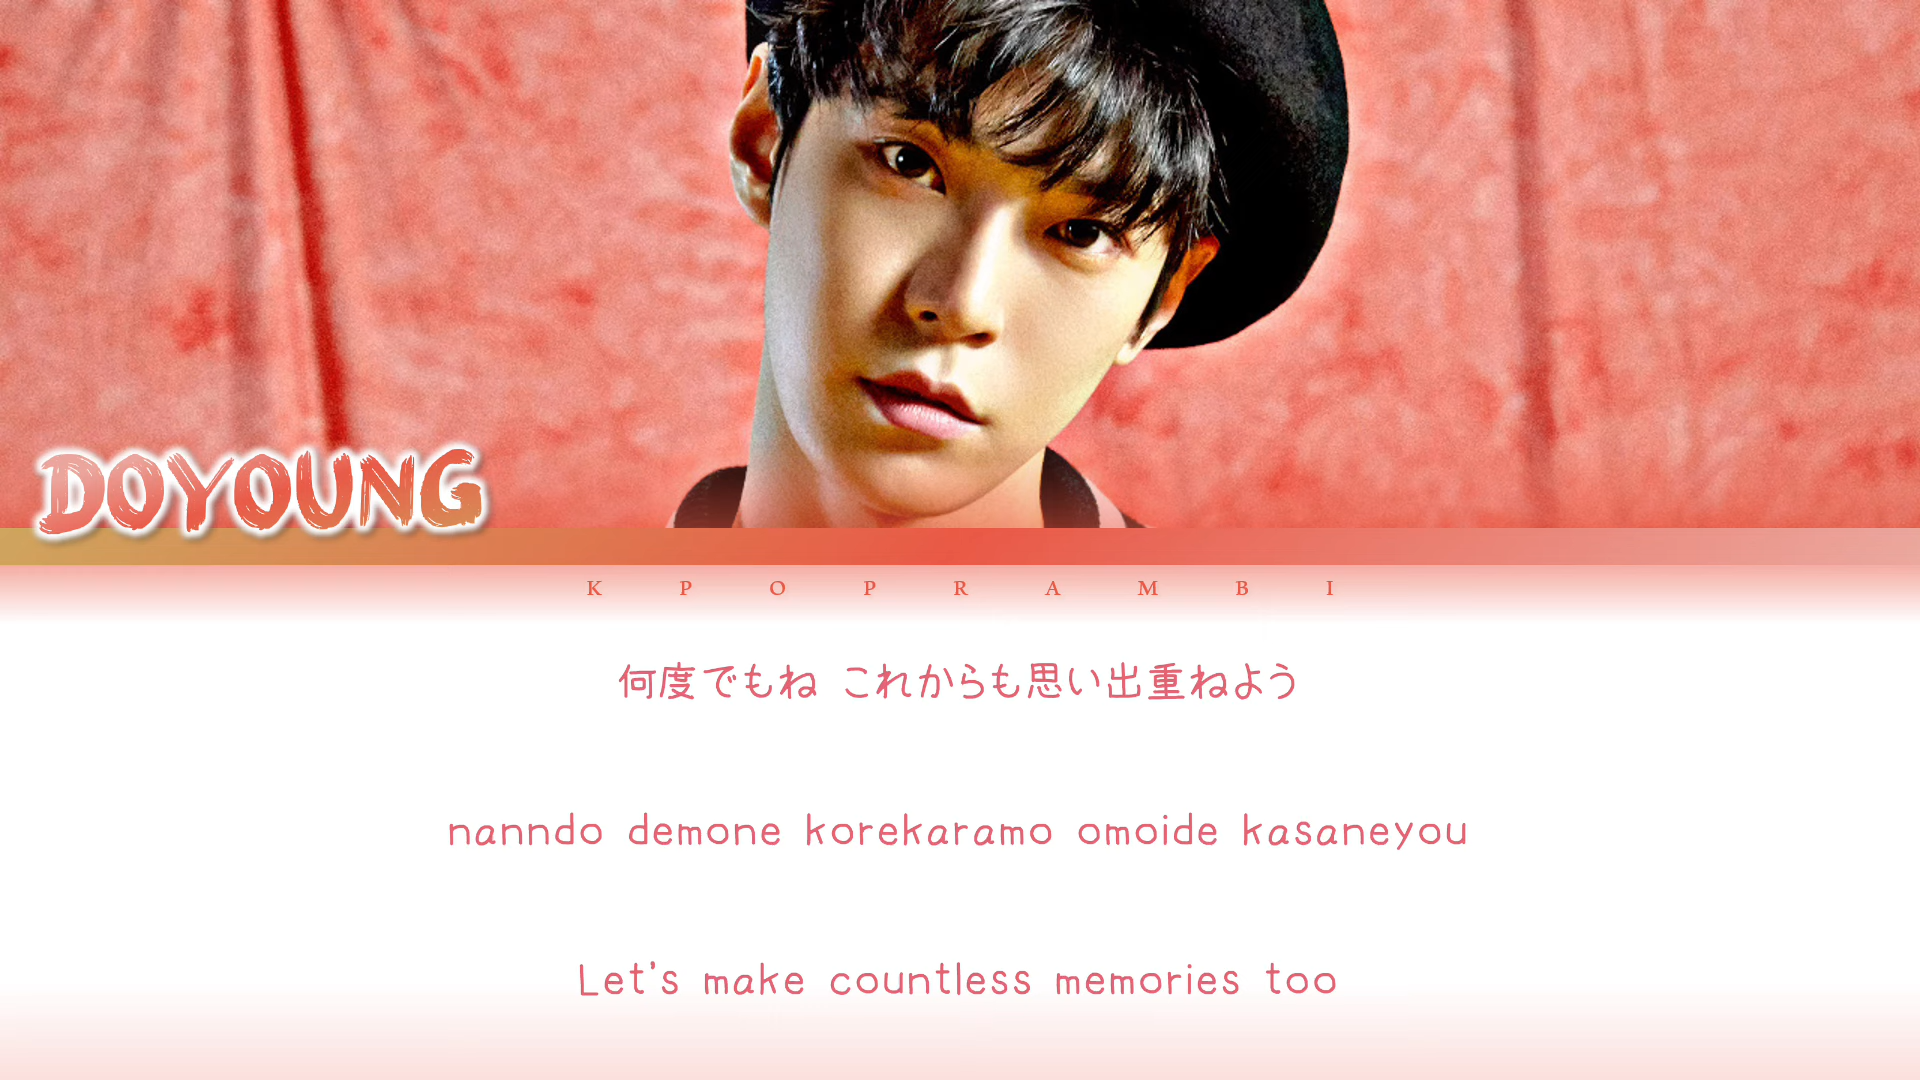 DOYOUNG
KPOPRAMBI
何度でもね これからも思い出重ねよう
nanndo demone korekaramo omoide kasaneyou
Let's make countless memories too